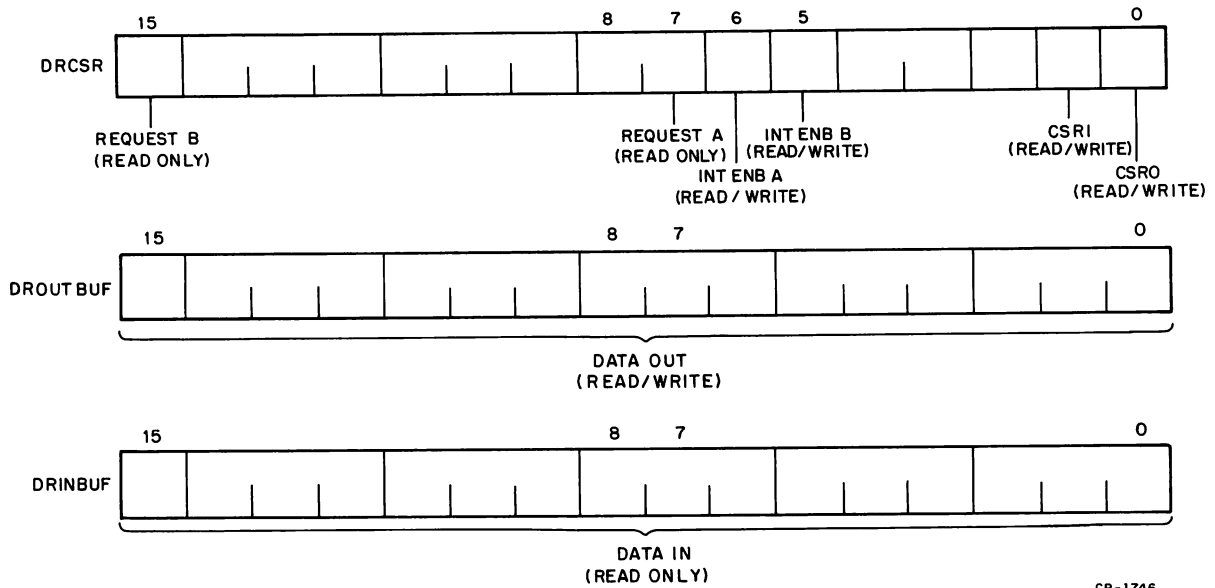 15 8 7 6 5 0
DRCSR
REQUEST B
(READ ONLY)
REQUEST A
(READ ONLY)
INT ENB A
(READ / WRITE)
INT ENB B
(READ/WRITE)
CSR1
(READ/WRITE)
CSR0
(READ/WRITE)
15 8 7 0
DROUTBUF
DATA OUT
(READ/WRITE)
15 8 7 0
DRINBUF
DATA IN
(READ ONLY)
CP-1746